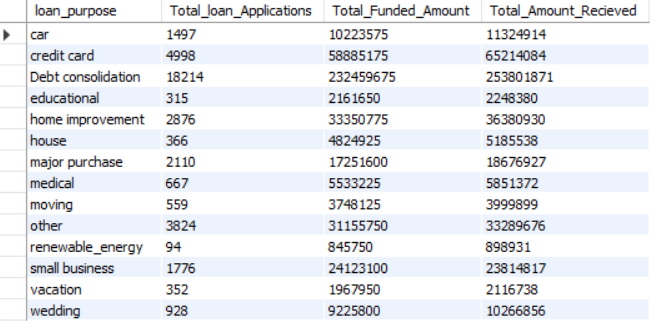 loan_purpose Total_loan_Applications Total_Funded_Amount Total_Amount_Recieved
car 1497 10223575 11324914
credit card 4998 58885175 65214084
Debt consolidation 18214 232459675 253801871
educational 315 2161650 2248380
home improvement 2876 33350775 36380930
house 366 4824925 5185538
major purchase 2110 17251600 18676927
medical 667 5533225 5851372
moving 559 3748125 3999899
other 3824 31155750 33289676
renewable_energy 94 845750 898931
small business 1776 24123100 23814817
vacation 352 1967950 2116738
wedding 928 9225800 10266856